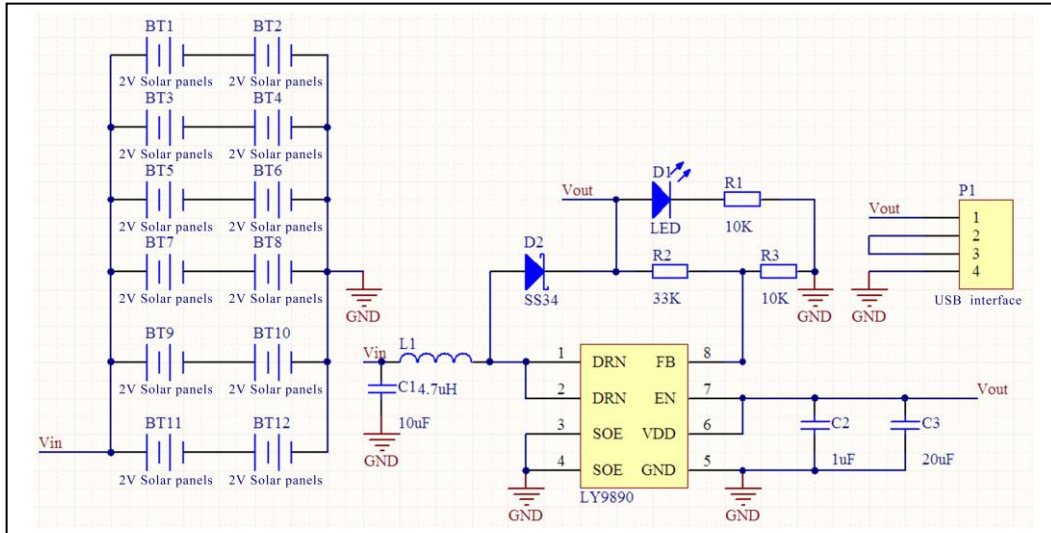 BT1 BT2
2V Solar panels 2V Solar panels
BT3 BT4
2V Solar panels 2V Solar panels
BT5 BT6
2V Solar panels 2V Solar panels
BT7 BT8
2V Solar panels 2V Solar panels
GND
BT9 BT10
2V Solar panels 2V Solar panels
BT11 BT12
Vin
2V Solar panels 2V Solar panels
D1
Vout
LED
R1
10K
D2
SS34
R2
33K
R3
10K
GND
P1
Vout
1
2
3
4
GND
USB interface
Vin
L1
4.7uH
C1
10uF
GND
1 DRN FB 8
2 DRN EN 7
3 SOE VDD 6
4 SOE GND 5
LY9890
GND
GND
Vout
C2
1uF
C3
20uF